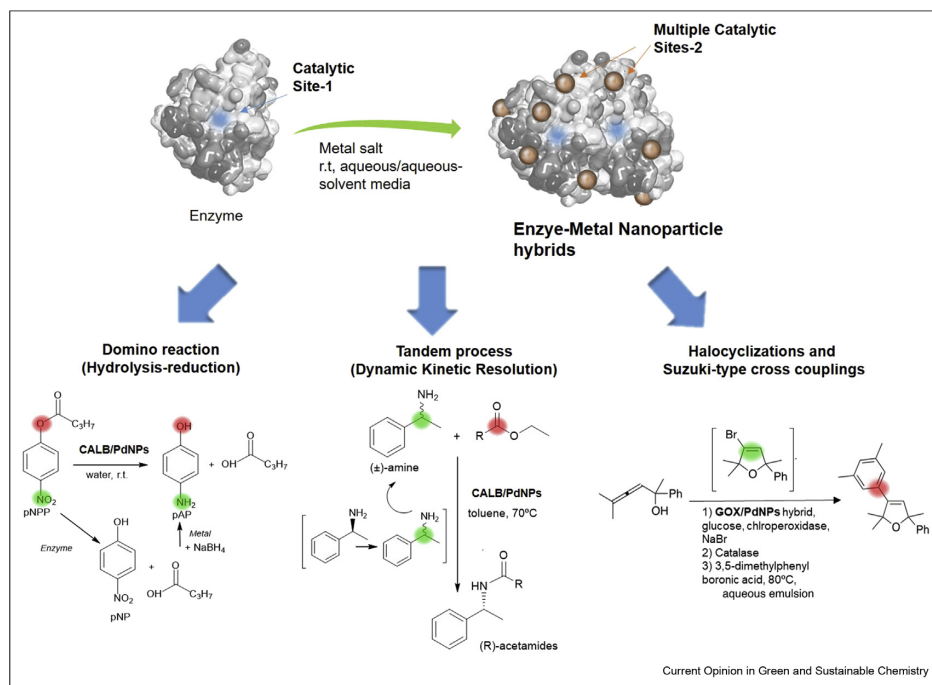 Catalytic
Site-1
Multiple Catalytic
Sites-2
Metal salt
r.t, aqueous/aqueous-
solvent media
Enzyme
Enzye-Metal Nanoparticle
hybrids
Domino reaction
(Hydrolysis-reduction)
O
O
C3H7
NO2
pNPP
CALB/PdNPs
water, r.t.
OH
NH2
pAP
+
O
HO
C3H7
Enzyme
Metal
+ NaBH4
OH
NO2
pNP
+
O
HO
C3H7
Tandem process
(Dynamic Kinetic Resolution)
NH2
(±)-amine
+
O
R
O
CALB/PdNPs
toluene, 70ºC
NH2
NH2
O
HN
R
(R)-acetamides
Halocyclizations and
Suzuki-type cross couplings
Br
O
Ph
Ph
OH
1) GOX/PdNPs hybrid,
glucose, chlroperoxidase,
NaBr
2) Catalase
3) 3,5-dimethylphenyl
boronic acid, 80ºC,
aqueous emulsion
O
Ph
Current Opinion in Green and Sustainable Chemistry